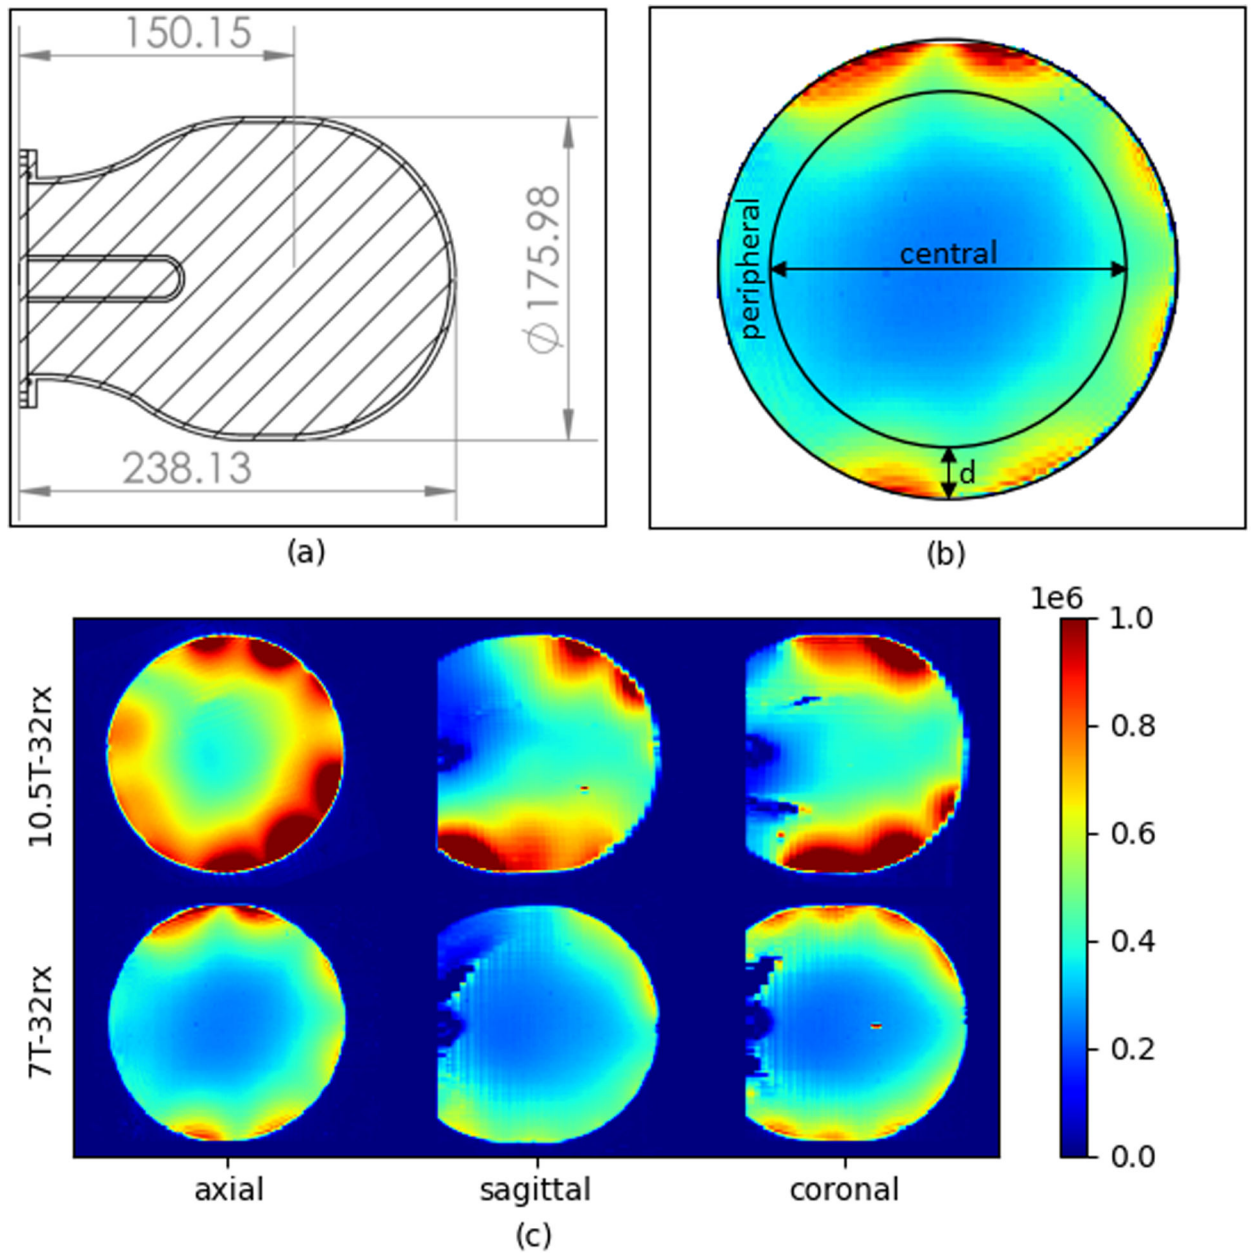 150.15
Ø175.98
238.13
(a)
peripheral
central
d
(b)
1e6
1.0
0.8
0.6
0.4
0.2
0.0
10.5T-32rx
7T-32rx
axial
sagittal
coronal
(c)